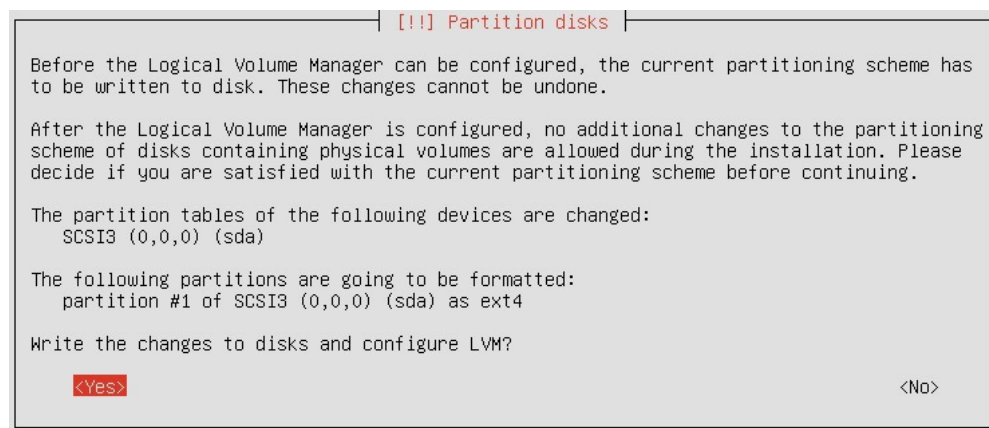 [!!] Partition disks
Before the Logical Volume Manager can be configured, the current partitioning scheme has
to be written to disk. These changes cannot be undone.
After the Logical Volume Manager is configured, no additional changes to the partitioning
scheme of disks containing physical volumes are allowed during the installation. Please
decide if you are satisfied with the current partitioning scheme before continuing.
The partition tables of the following devices are changed:
SCSI3 (0,0,0) (sda)
The following partitions are going to be formatted:
partition #1 of SCSI3 (0,0,0) (sda) as ext4
Write the changes to disks and configure LVM?
<Yes> <No>